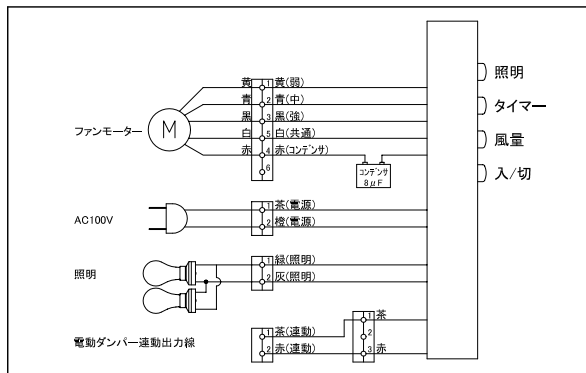 黄 1 黄(弱)
青 2 青(中)
黒 3 黒(強)
白 5 白(共通)
赤 4 赤(コンデンサ)
6
ファンモーター
M
コンデンサ
8μF
照明
タイマー
風量
入/切
AC100V
1 茶(電源)
2 橙(電源)
照明
1 緑(照明)
2 灰(照明)
電動ダンパー連動出力線
1 茶(連動)
2 赤(連動)
1 茶
2
3 赤